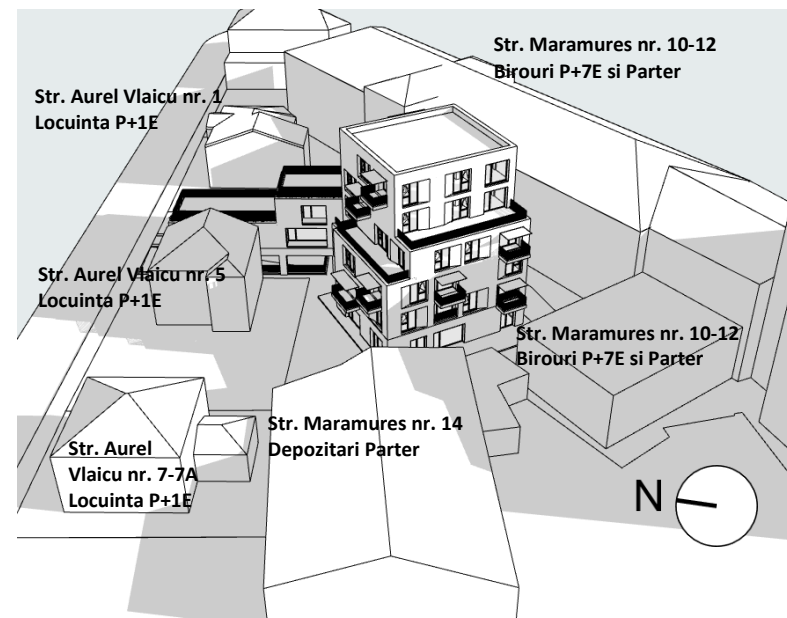 Str. Maramures nr. 10-12
Birouri P+7E si Parter
Str. Aurel Vlaicu nr. 1
Locuinta P+1E
Str. Aurel Vlaicu nr. 5
Locuinta P+1E
Str. Maramures nr. 10-12
Birouri P+7E si Parter
Str. Maramures nr. 14
Depozitari Parter
Str. Aurel
Vlaicu nr. 7-7A
Locuinta P+1E
N